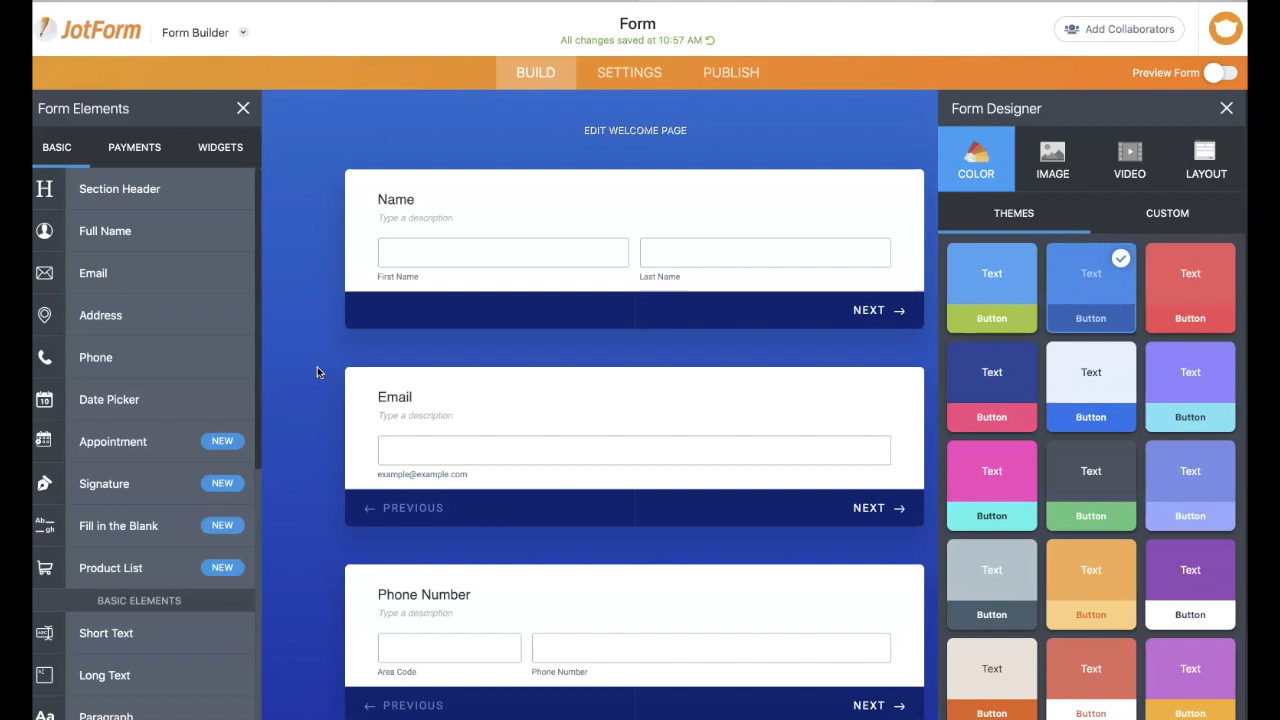 JotForm
Form Builder
Form
All changes saved at 10:57 AM
Add Collaborators
BUILD
SETTINGS
PUBLISH
Preview Form
Form Elements
BASIC
PAYMENTS
WIDGETS
H
Section Header
Full Name
Email
Address
Phone
10
Date Picker
Appointment
NEW
Signature
NEW
Ab
gh
Fill in the Blank
NEW
Product List
NEW
BASIC ELEMENTS
Short Text
Long Text
Aa
Paragraph
EDIT WELCOME PAGE
Name
Type a description
First Name
Last Name
NEXT
Email
Type a description
example@example.com
PREVIOUS
NEXT
Phone Number
Type a description
Area Code
Phone Number
PREVIOUS
NEXT
Form Designer
COLOR
IMAGE
VIDEO
LAYOUT
THEMES
CUSTOM
Text
Text
Text
Button
Button
Button
Text
Text
Text
Button
Button
Button
Text
Text
Text
Button
Button
Button
Text
Text
Text
Button
Button
Button
Text
Text
Text
Button
Button
Button